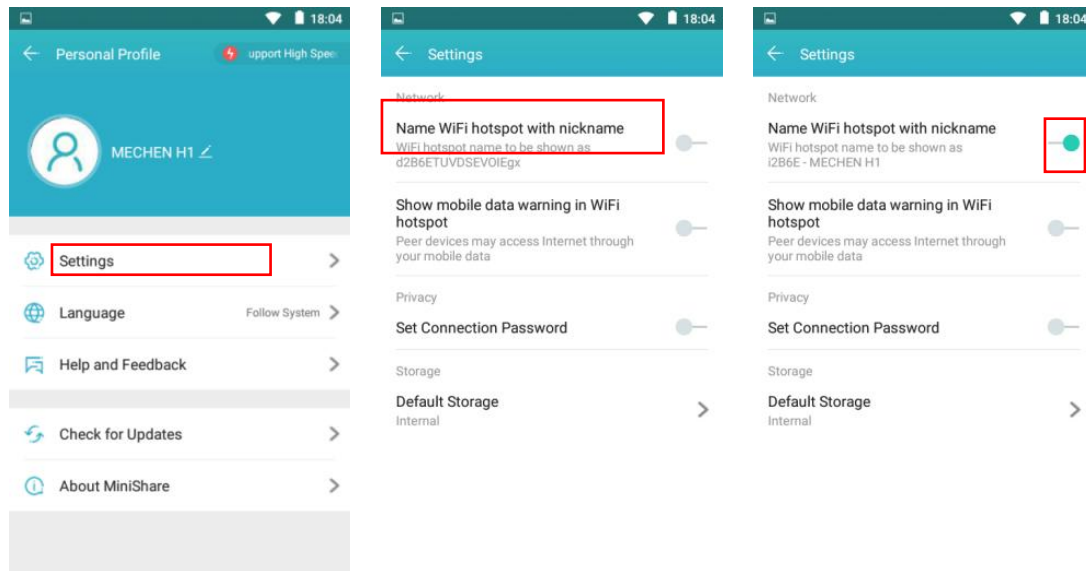 18:04
Personal Profile
upport High Spee
MECHEN H1
Settings
Language
Follow System
Help and Feedback
Check for Updates
About MiniShare
18:04
Settings
Network
Name WiFi hotspot with nickname
WiFi hotspot name to be shown as
d2B6ETUVDSEVOIEgx
Show mobile data warning in WiFi
hotspot
Peer devices may access Internet through
your mobile data
Privacy
Set Connection Password
Storage
Default Storage
Internal
18:04
Settings
Network
Name WiFi hotspot with nickname
WiFi hotspot name to be shown as
i2B6E - MECHEN H1
Show mobile data warning in WiFi
hotspot
Peer devices may access Internet through
your mobile data
Privacy
Set Connection Password
Storage
Default Storage
Internal